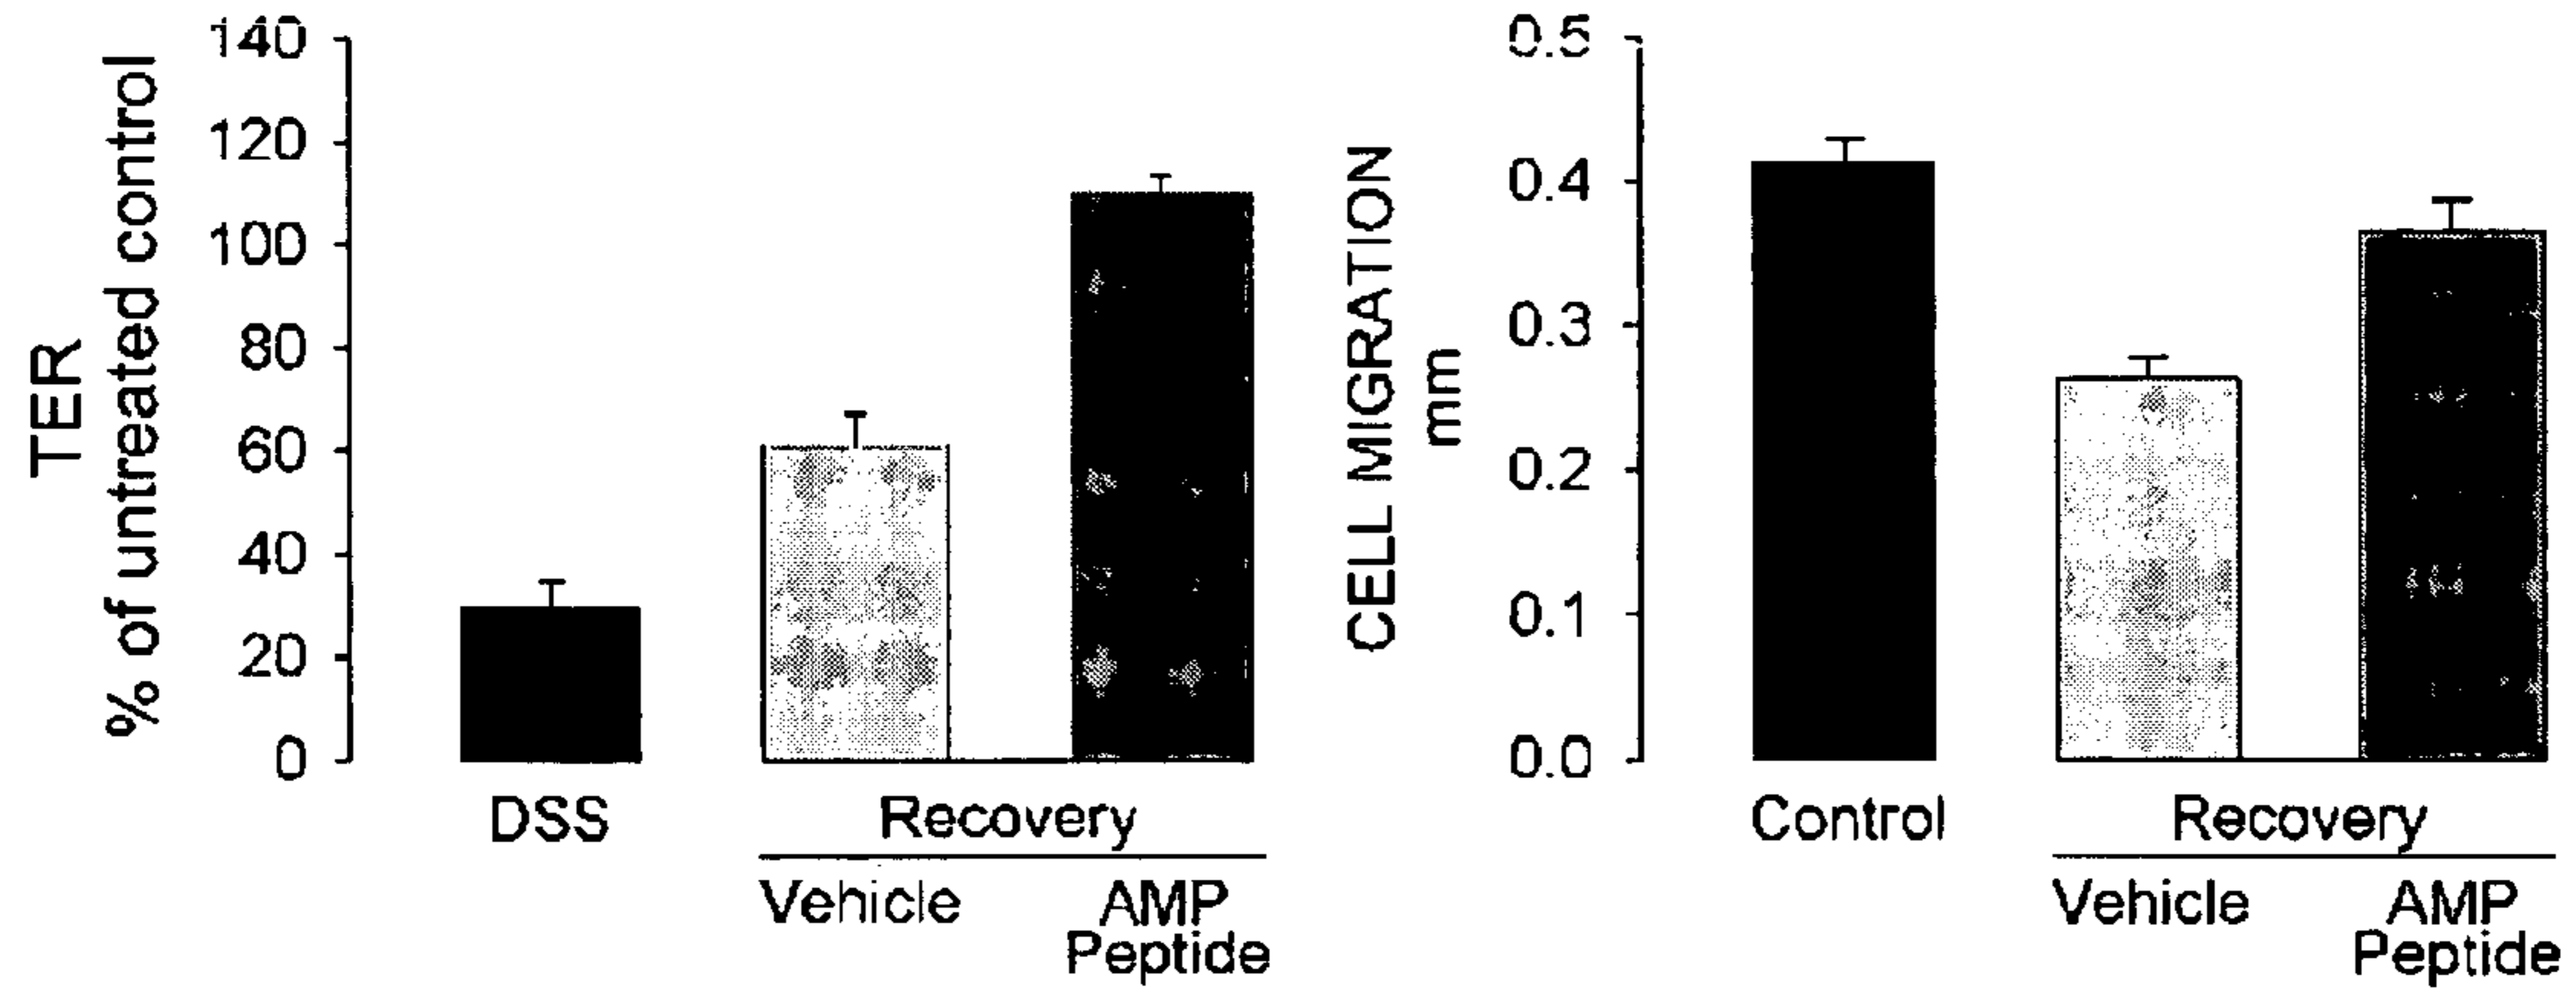 TER
% of untreated control
140
120
100
80
60
40
20
0
DSS
Recovery
Vehicle
AMP
Peptide
CELL MIGRATION
mm
0.5
0.4
0.3
0.2
0.1
0.0
Control
Recovery
Vehicle
AMP
Peptide